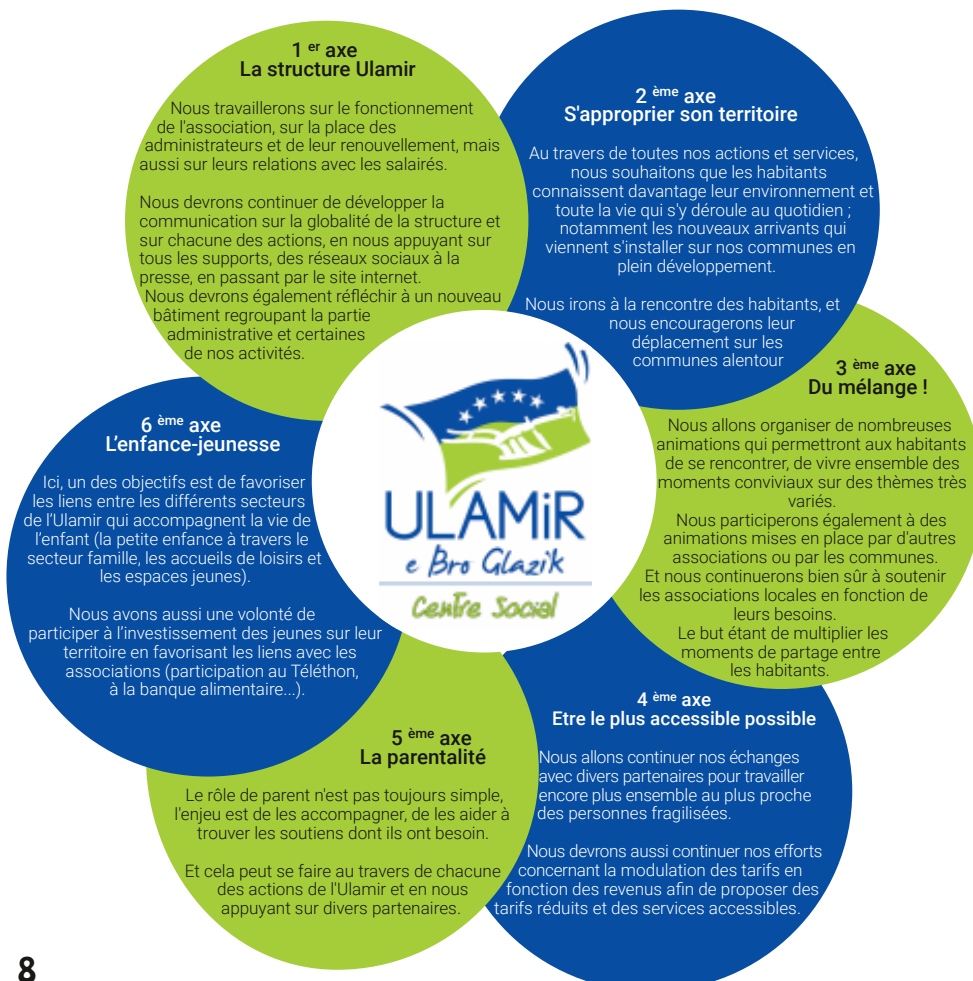 1 er axe
La structure Ulamir
Nous travaillerons sur le fonctionnement
de l'association, sur la place des
administrateurs et de leur renouvellement, mais
aussi sur leurs relations avec les salairés.
Nous devrons continuer de développer la
communication sur la globalité de la structure et
sur chacune des actions, en nous appuyant sur
tous les supports, des réseaux sociaux à la
presse, en passant par le site internet.
Nous devrons également réfléchir à un nouveau
bâtiment regroupant la partie
administrative et certaines
de nos activités.
2 ème axe
S'approprier son territoire
Au travers de toutes nos actions et services,
nous souhaitons que les habitants
connaissent davantage leur environnement et
toute la vie qui s'y déroule au quotidien ;
notamment les nouveaux arrivants qui
viennent s'installer sur nos communes en
plein développement.
Nous irons à la rencontre des habitants, et
nous encouragerons leur
déplacement sur les
communes alentour
3 ème axe
Du mélange !
Nous allons organiser de nombreuses
animations qui permettront aux habitants
de se rencontrer, de vivre ensemble des
moments conviviaux sur des thèmes très
variés.
Nous participerons également à des
animations mises en place par d'autres
associations ou par les communes.
Et nous continuerons bien sûr à soutenir
les associations locales en fonction de
leurs besoins.
Le but étant de multiplier les
moments de partage entre
les habitants.
4 ème axe
Etre le plus accessible possible
Nous allons continuer nos échanges
avec divers partenaires pour travailler
encore plus ensemble au plus proche
des personnes fragilisées.
Nous devrons aussi continuer nos efforts
concernant la modulation des tarifs en
fonction des revenus afin de proposer des
tarifs réduits et des services accessibles.
5 ème axe
La parentalité
Le rôle de parent n'est pas toujours simple,
l'enjeu est de les accompagner, de les aider à
trouver les soutiens dont ils ont besoin.
Et cela peut se faire au travers de chacune
des actions de l'Ulamir et en nous
appuyant sur divers partenaires.
6 ème axe
L'enfance-jeunesse
Ici, un des objectifs est de favoriser
les liens entre les différents secteurs
de l'Ulamir qui accompagnent la vie de
l'enfant (la petite enfance à travers le
secteur famille, les accueils de loisirs et
les espaces jeunes).
Nous avons aussi une volonté de
participer à l'investissement des jeunes sur leur
territoire en favorisant les liens avec les
associations (participation au Téléthon,
à la banque alimentaire...).
ULAMiR
e Bro Glazik
Centre Social
8